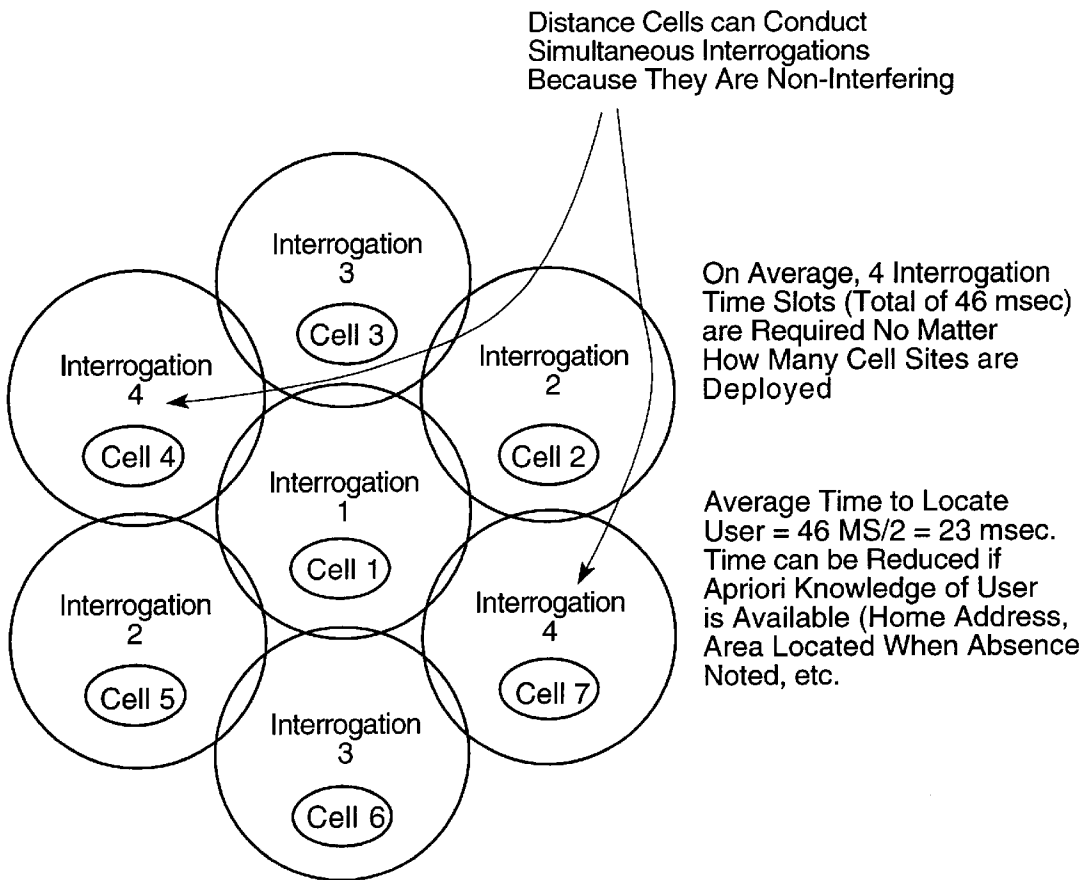 Distance Cells can Conduct
Simultaneous Interrogations
Because They Are Non-Interfering
Interrogation
3
Cell 3
Interrogation
4
Cell 4
Interrogation
2
Cell 2
Interrogation
1
Cell 1
Interrogation
2
Cell 5
Interrogation
4
Cell 7
Interrogation
3
Cell 6
On Average, 4 Interrogation
Time Slots (Total of 46 msec)
are Required No Matter
How Many Cell Sites are
Deployed
Average Time to Locate
User = 46 MS/2 = 23 msec.
Time can be Reduced if
Apriori Knowledge of User
is Available (Home Address,
Area Located When Absence
Noted, etc.